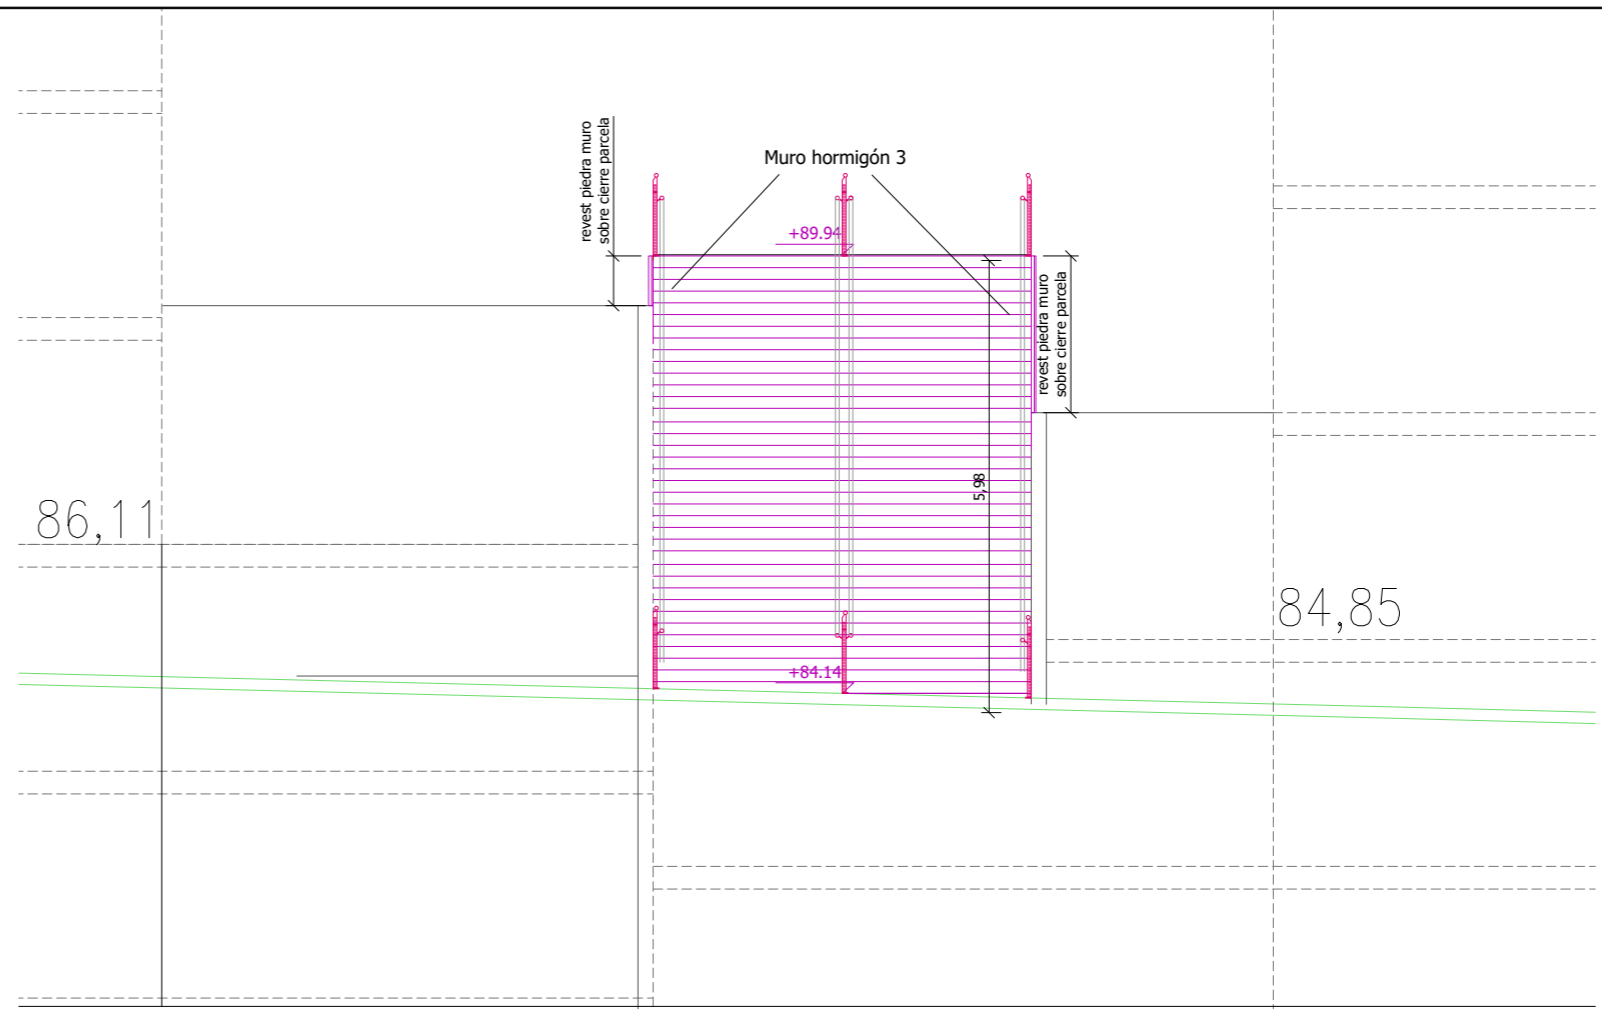 revest piedra muro
sobre cierre parcela
Muro hormigón 3
+89.94
revest piedra muro
sobre cierre parcela
5,98
86,11
84,85
+84.14